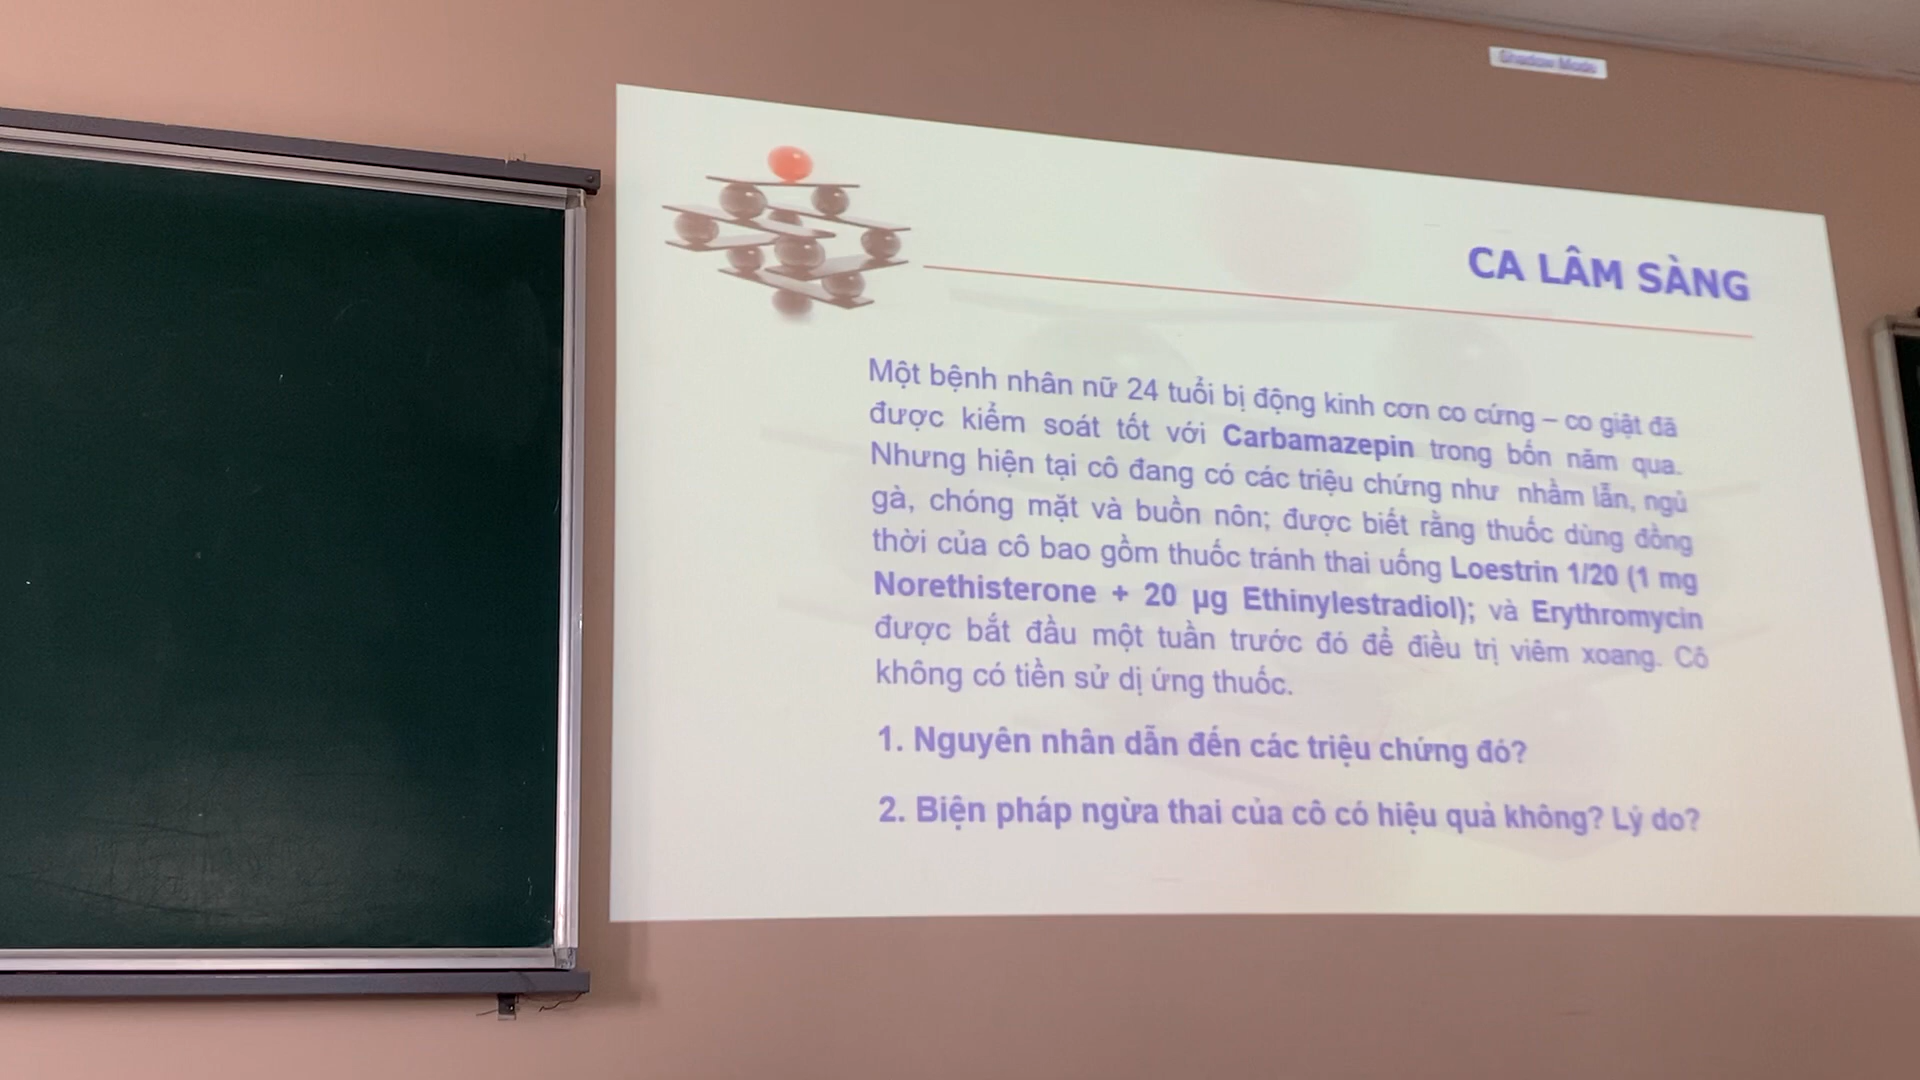 Shadow Mode
CA LÂM SÀNG
Một bệnh nhân nữ 24 tuổi bị động kinh cơn co cứng – co giật đã
được kiểm soát tốt với Carbamazepin trong bốn năm qua.
Nhưng hiện tại cô đang có các triệu chứng như nhầm lẫn, ngủ
gà, chóng mặt và buồn nôn; được biết rằng thuốc dùng đồng
thời của cô bao gồm thuốc tránh thai uống Loestrin 1/20 (1 mg
Norethisterone + 20 µg Ethinylestradiol); và Erythromycin
được bắt đầu một tuần trước đó để điều trị viêm xoang. Cô
không có tiền sử dị ứng thuốc.
1. Nguyên nhân dẫn đến các triệu chứng đó?
2. Biện pháp ngừa thai của cô có hiệu quả không? Lý do?